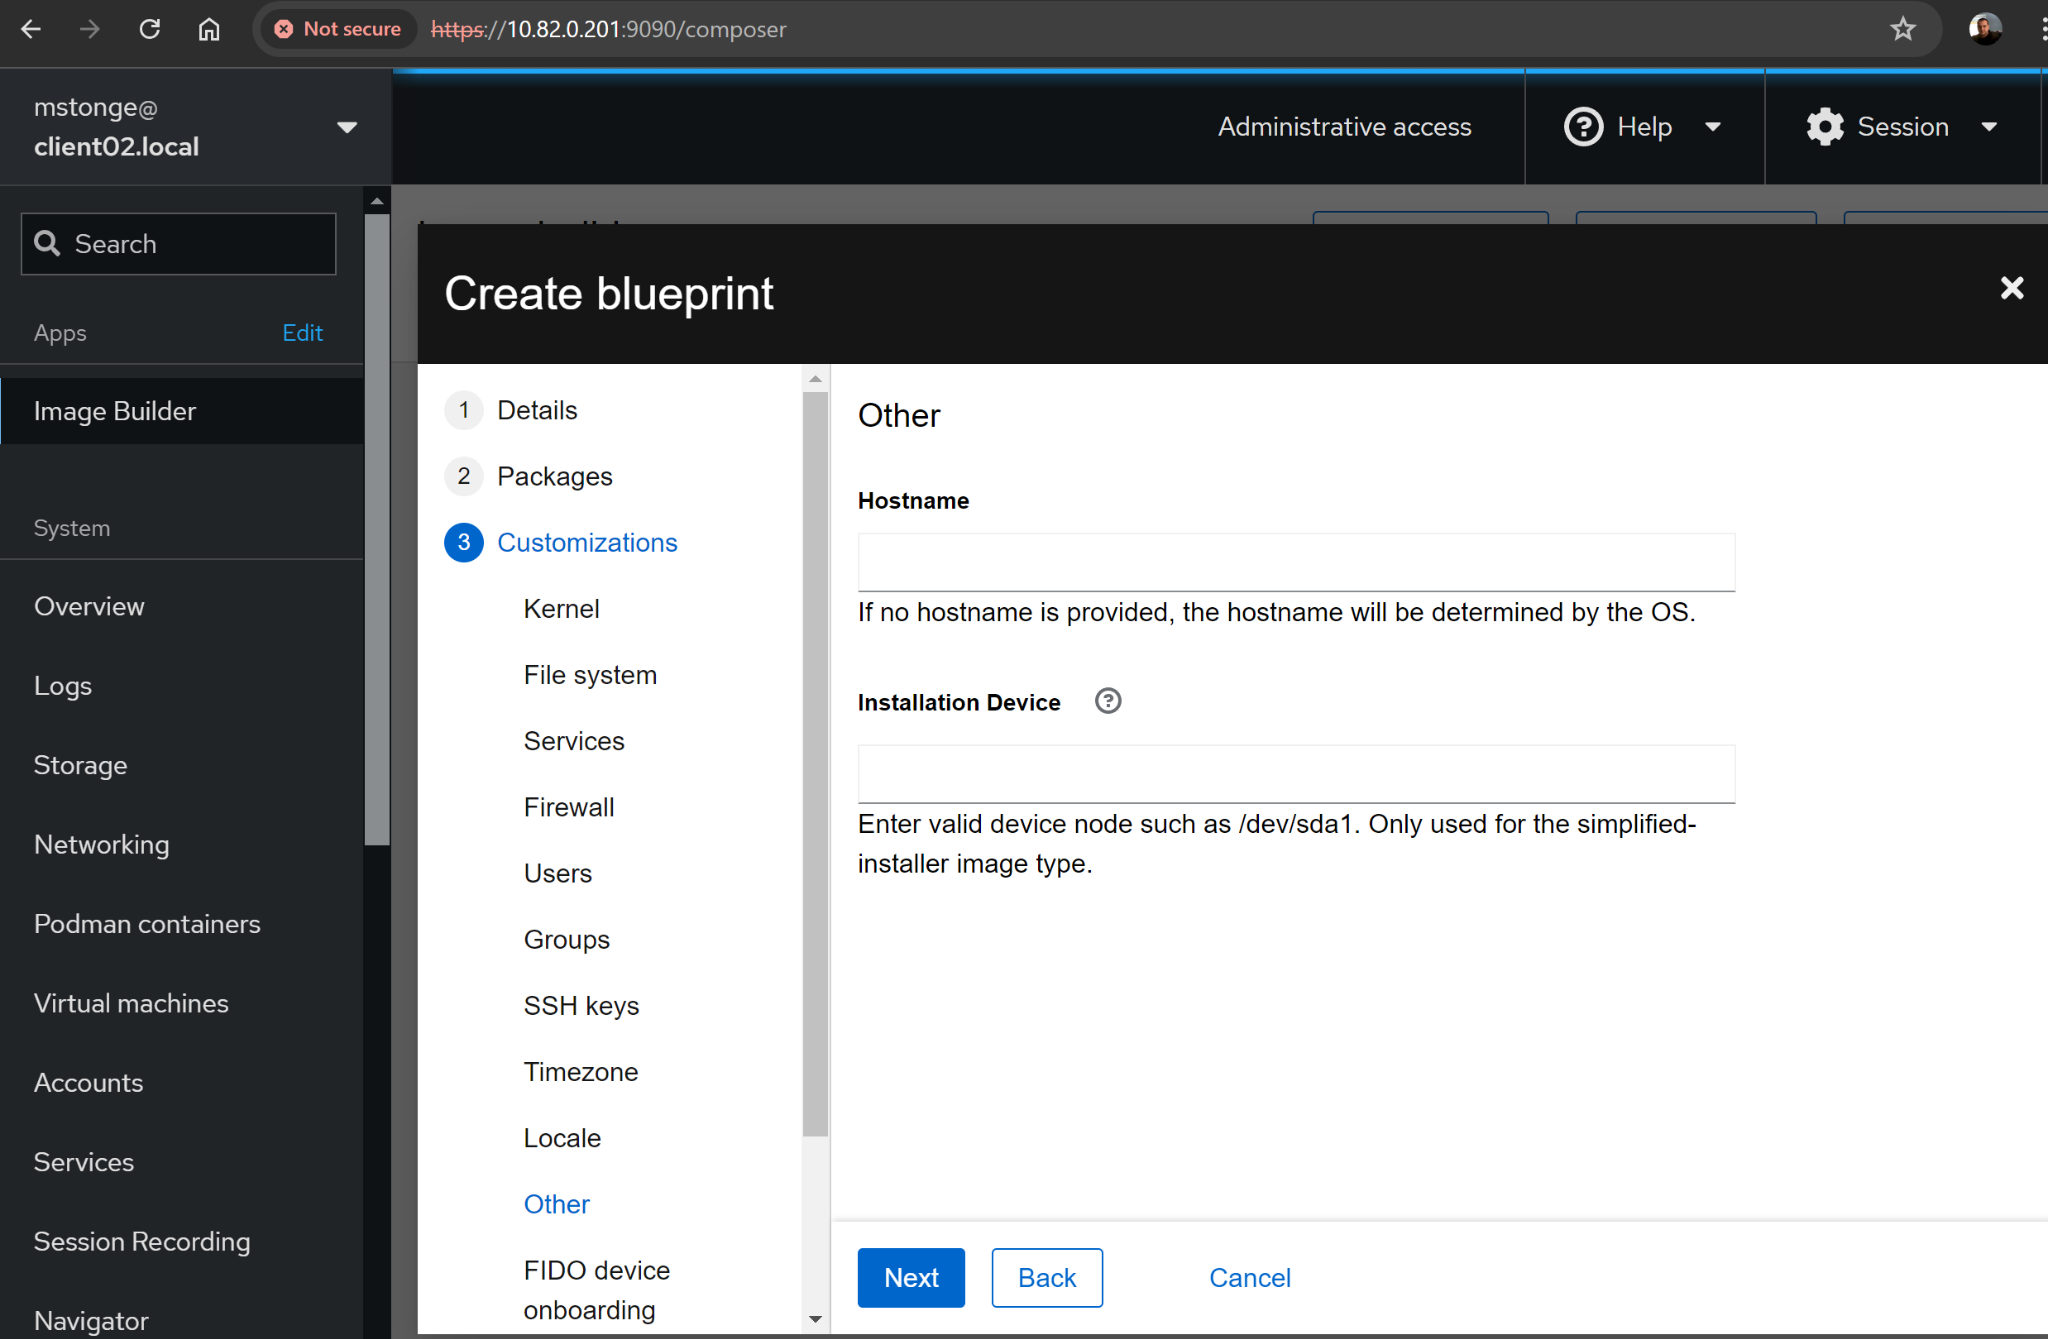 Not secure
https://10.82.0.201:9090/composer
mstonge@
client02.local
Administrative access
Help
Session
Search
Apps
Edit
Image Builder
System
Overview
Logs
Storage
Networking
Podman containers
Virtual machines
Accounts
Services
Session Recording
Navigator
Create blueprint
1 Details
2 Packages
3 Customizations
Kernel
File system
Services
Firewall
Users
Groups
SSH keys
Timezone
Locale
Other
FIDO device
onboarding
Other
Hostname
If no hostname is provided, the hostname will be determined by the OS.
Installation Device
Enter valid device node such as /dev/sda1. Only used for the simplified-
installer image type.
Next
Back
Cancel